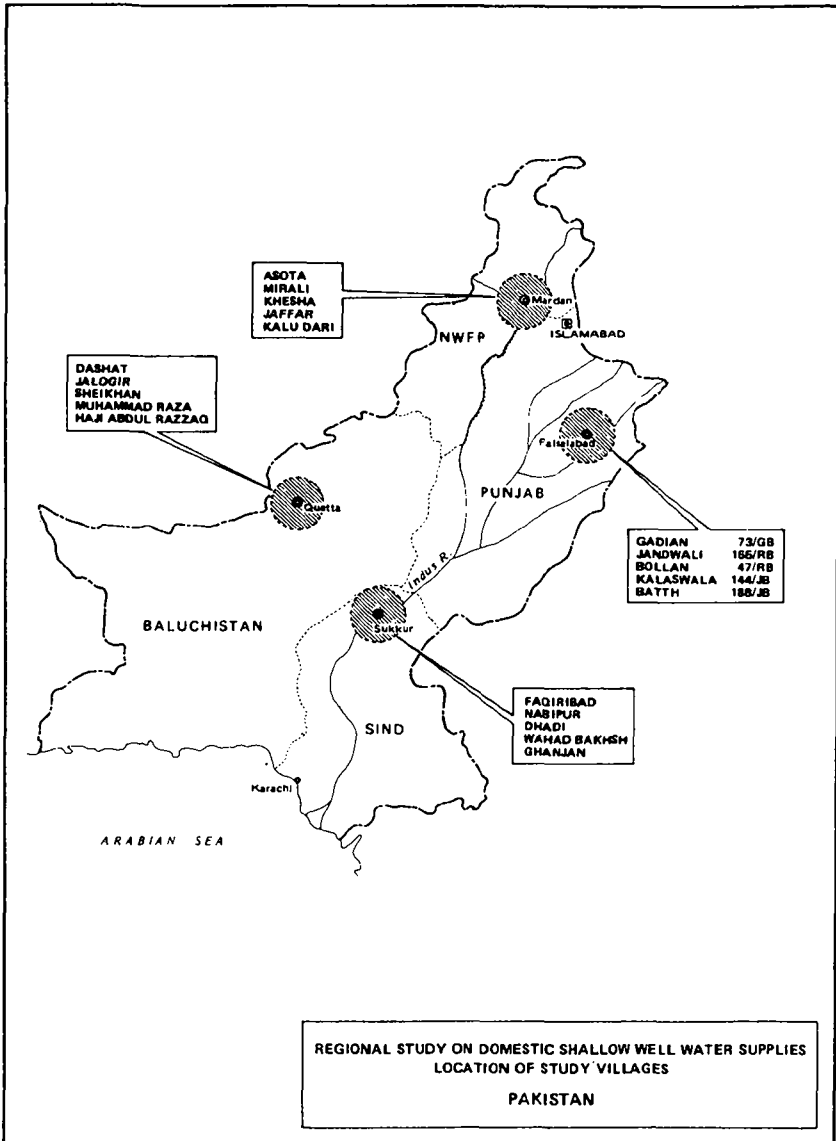 ASOTA
MIRALI
KHESHA
JAFFAR
KALU DARI
Mardan
ISLAMABAD
NWFP
DASHAT
JALOGIR
SHEIKHAN
MUHAMMAD RAZA
HAJI ABDUL RAZZAQ
Faisalabad
PUNJAB
Quetta
GADIAN 73/GB
JANDWALI 166/RB
BOLLAN 47/RB
KALASWALA 144/JB
BATTH 188/JB
Indus R.
BALUCHISTAN
Sukkur
FAQIRIBAD
NABIPUR
DHADI
WAHAD BAKHSH
GHANJAN
SIND
Karachi
ARABIAN SEA
REGIONAL STUDY ON DOMESTIC SHALLOW WELL WATER SUPPLIES
LOCATION OF STUDY VILLAGES
PAKISTAN